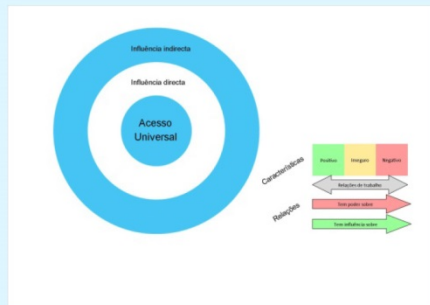 Influência indirecta
Influência directa
Acesso
Universal
Características
Positivo
Inseguro
Negativo
Relações de trabalho
Relações
Tem poder sobre
Tem influência sobre